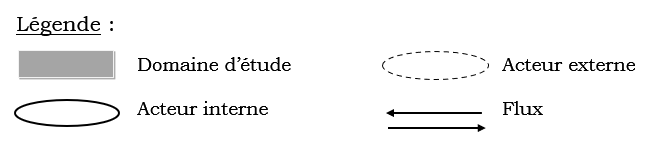 Légende :
Domaine d'étude
Acteur externe
Acteur interne
Flux